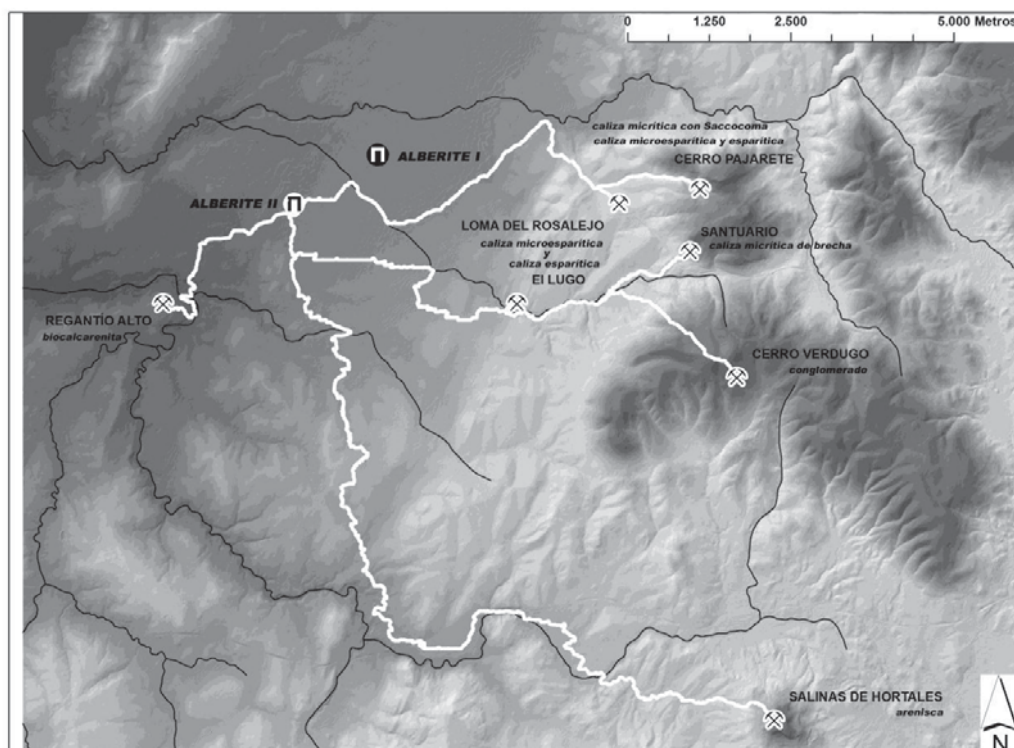 0 1.250 2.500 5.000 Metros
caliza micrítica con Saccocoma
caliza microesparítica y esparítica
CERRO PAJARETE
ALBERITE I
ALBERITE II
LOMA DEL ROSALEJO
caliza microesparítica
y
caliza esparítica
El LUGO
SANTUARIO
caliza micrítica de brecha
REGANTÍO ALTO
biocalcarenita
CERRO VERDUGO
conglomerado
SALINAS DE HORTALES
arenisca
N